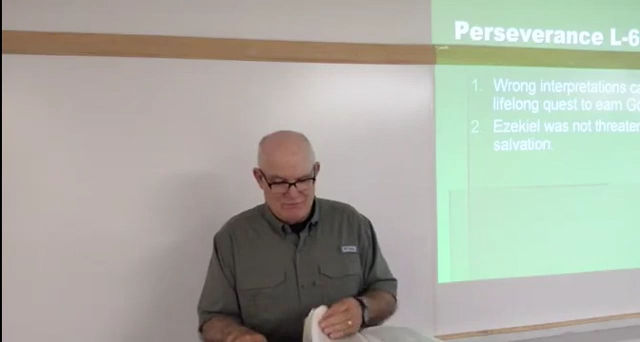 Perseverance L-6
1. Wrong interpretations
lifelong quest to earn
2. Ezekiel was not
salvation